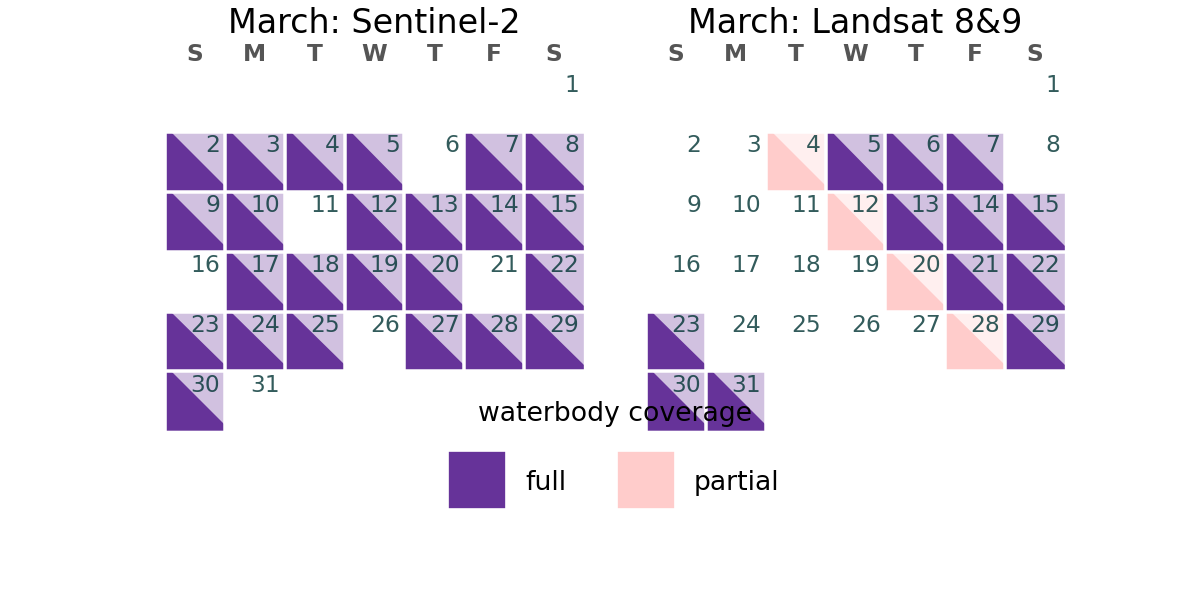 March: Sentinel-2
S M T W T F S
1
2 3 4 5 6 7 8
9 10 11 12 13 14 15
16 17 18 19 20 21 22
23 24 25 26 27 28 29
30 31
March: Landsat 8&9
S M T W T F S
1
2 3 4 5 6 7 8
9 10 11 12 13 14 15
16 17 18 19 20 21 22
23 24 25 26 27 28 29
30 31
waterbody coverage
full partial